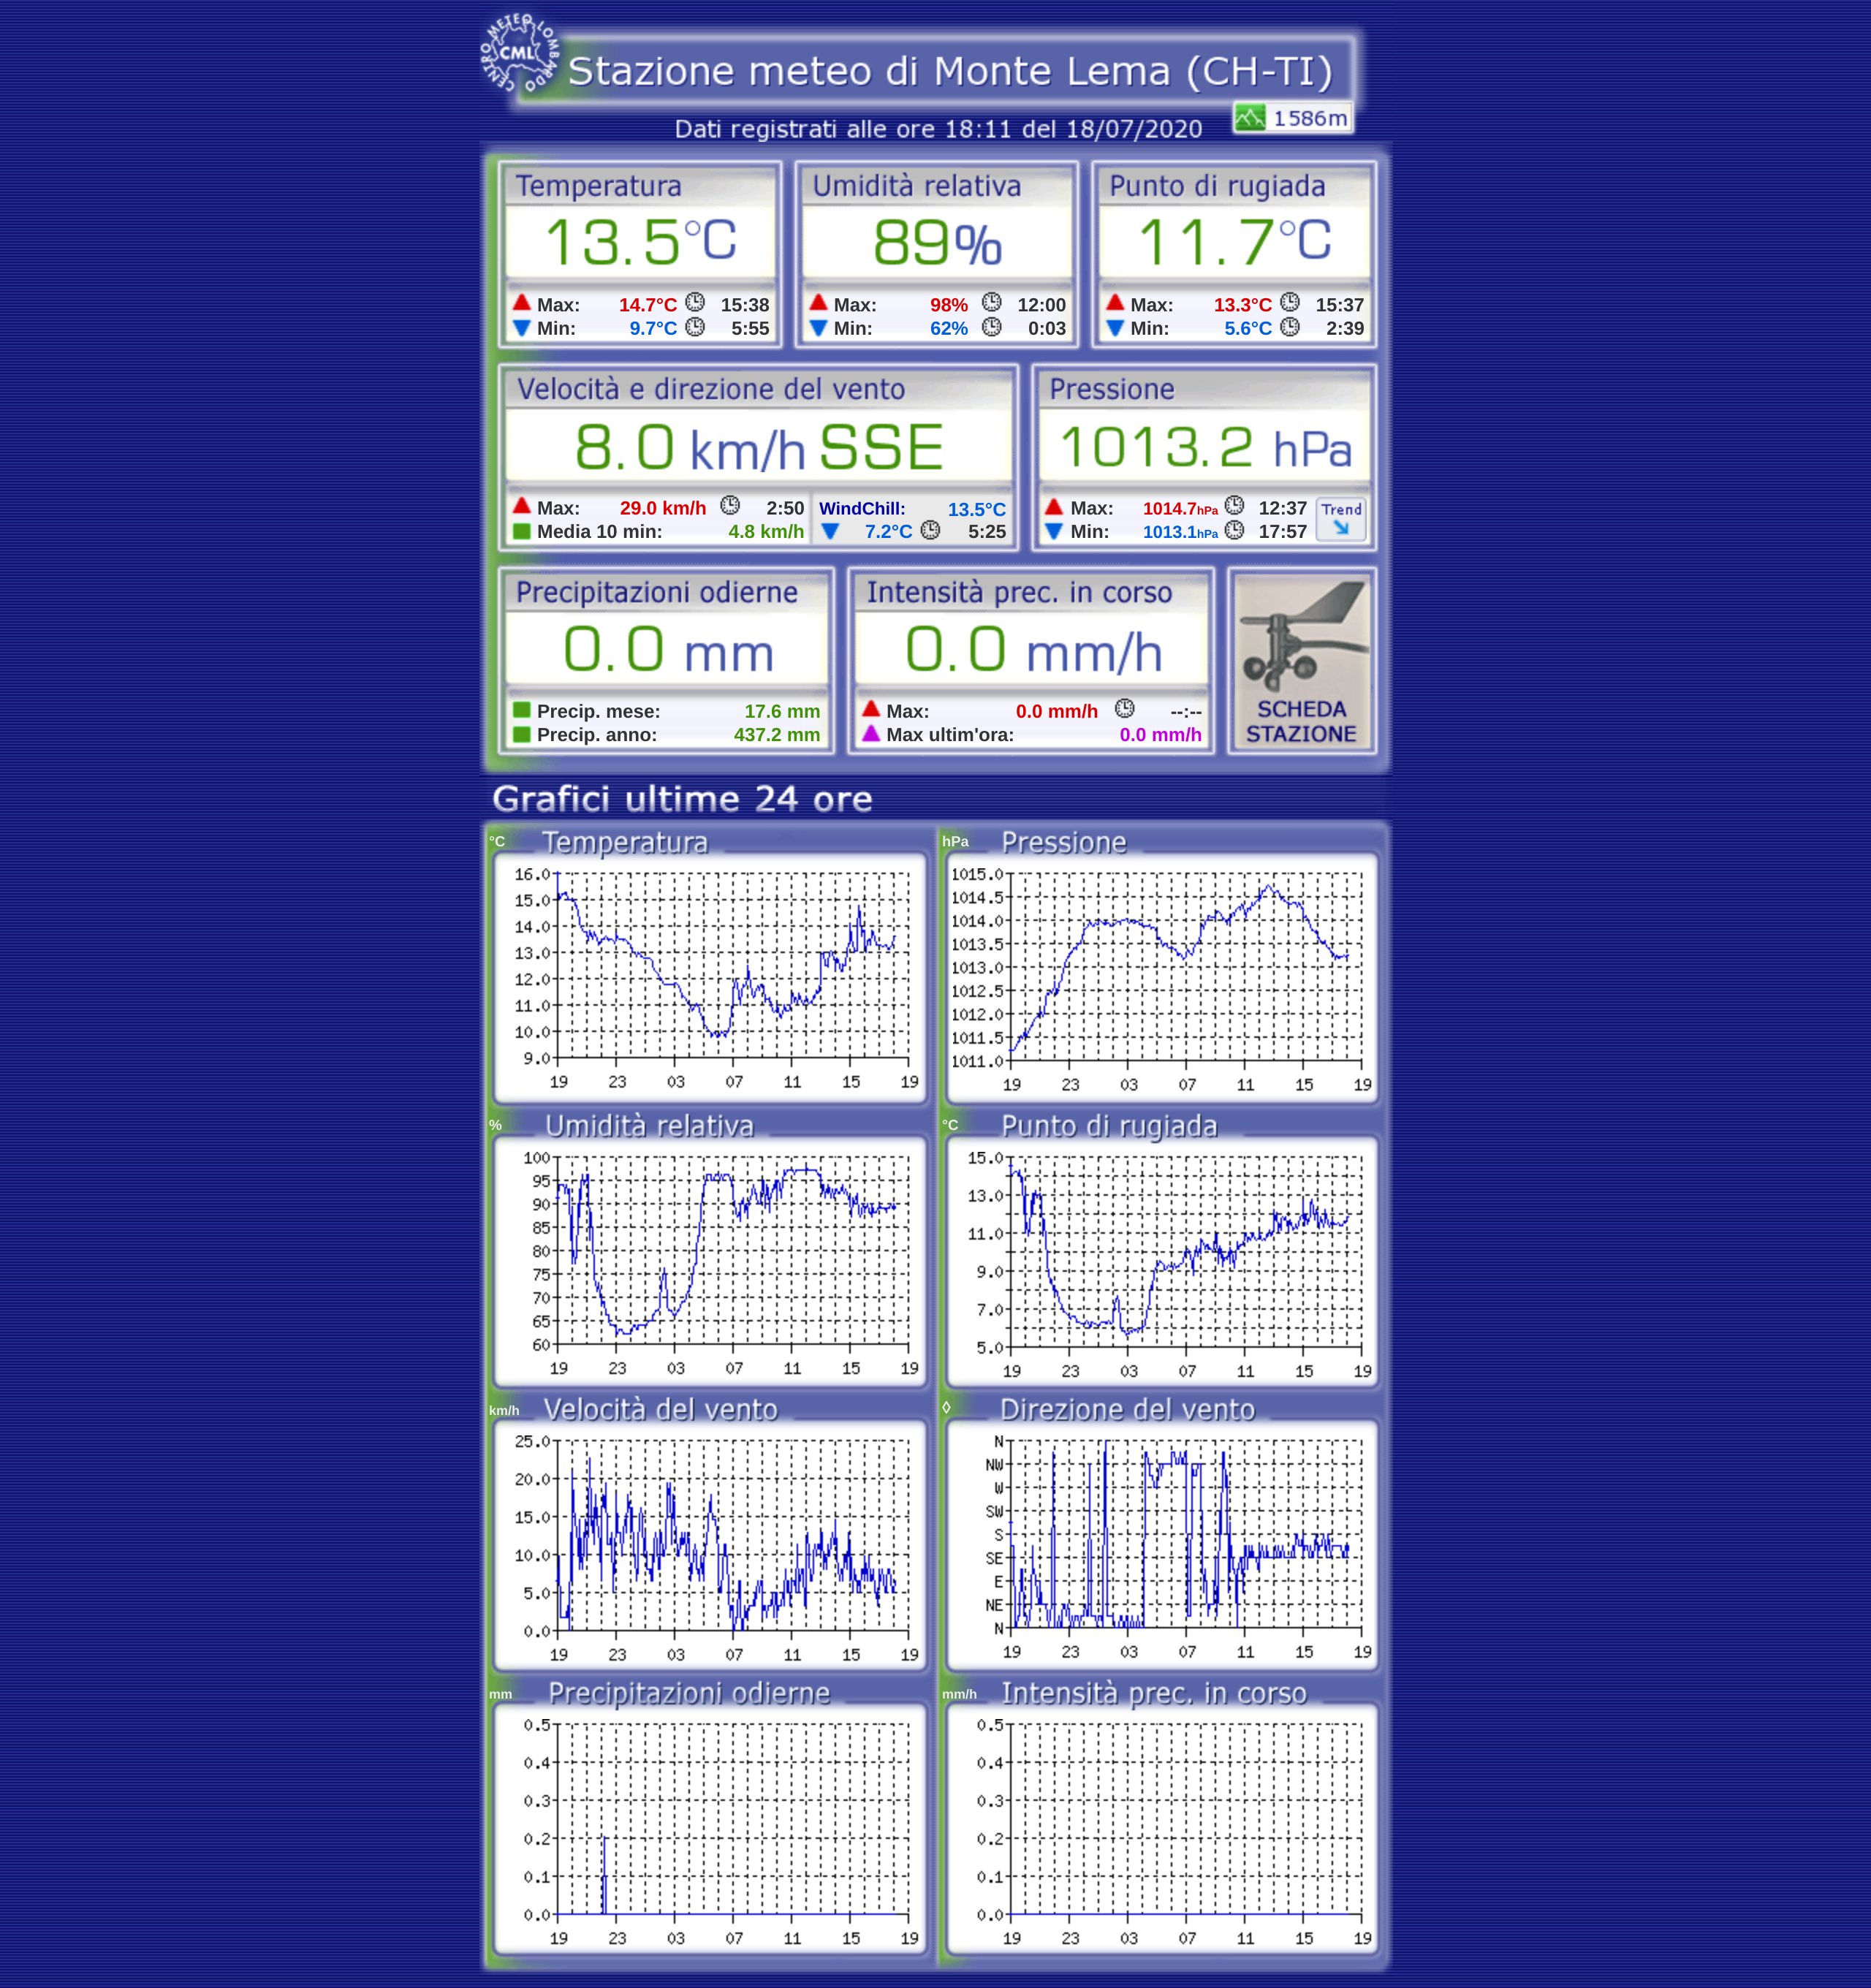 CENTRO METEO LOMBARDO
CML
Stazione meteo di Monte Lema (CH-TI)
1586m
Dati registrati alle ore 18:11 del 18/07/2020
Temperatura Umidità relativa Punto di rugiada
13.5°C 89% 11.7°C
Max: 14.7°C 15:38 Max: 98% 12:00 Max: 13.3°C 15:37
Min: 9.7°C 5:55 Min: 62% 0:03 Min: 5.6°C 2:39
Velocità e direzione del vento Pressione
8.0 km/h SSE 1013.2 hPa
Max: 29.0 km/h 2:50 WindChill: 13.5°C Max: 1014.7hPa 12:37 Trend
Media 10 min: 4.8 km/h 7.2°C 5:25 Min: 1013.1hPa 17:57
Precipitazioni odierne Intensità prec. in corso
0.0 mm 0.0 mm/h
Precip. mese: 17.6 mm Max: 0.0 mm/h --:-- SCHEDA
Precip. anno: 437.2 mm Max ultim'ora: 0.0 mm/h STAZIONE
Grafici ultime 24 ore
°C Temperatura
16.0
15.0
14.0
13.0
12.0
11.0
10.0
9.0
19 23 03 07 11 15 19
hPa Pressione
1015.0
1014.5
1014.0
1013.5
1013.0
1012.5
1012.0
1011.5
1011.0
19 23 03 07 11 15 19
% Umidità relativa
100
95
90
85
80
75
70
65
60
19 23 03 07 11 15 19
°C Punto di rugiada
15.0
13.0
11.0
9.0
7.0
5.0
19 23 03 07 11 15 19
km/h Velocità del vento
25.0
20.0
15.0
10.0
5.0
0.0
19 23 03 07 11 15 19
◊ Direzione del vento
N
NW
W
SW
S
SE
E
NE
N
19 23 03 07 11 15 19
mm Precipitazioni odierne
0.5
0.4
0.3
0.2
0.1
0.0
19 23 03 07 11 15 19
mm/h Intensità prec. in corso
0.5
0.4
0.3
0.2
0.1
0.0
19 23 03 07 11 15 19